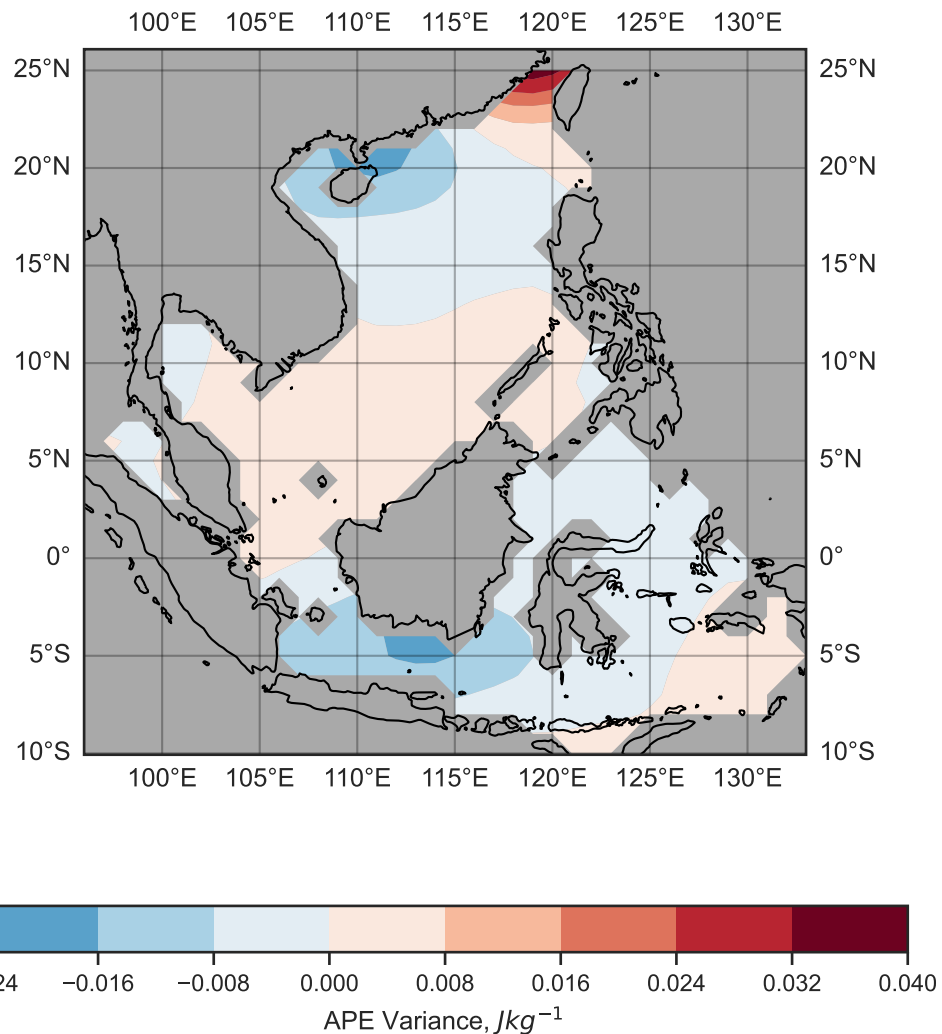 100°E 105°E 110°E 115°E 120°E 125°E 130°E
25°N 25°N
20°N 20°N
15°N 15°N
10°N 10°N
5°N 5°N
0° 0°
5°S 5°S
10°S 10°S
100°E 105°E 110°E 115°E 120°E 125°E 130°E
24 −0.016 −0.008 0.000 0.008 0.016 0.024 0.032 0.040
APE Variance, Jkg⁻¹